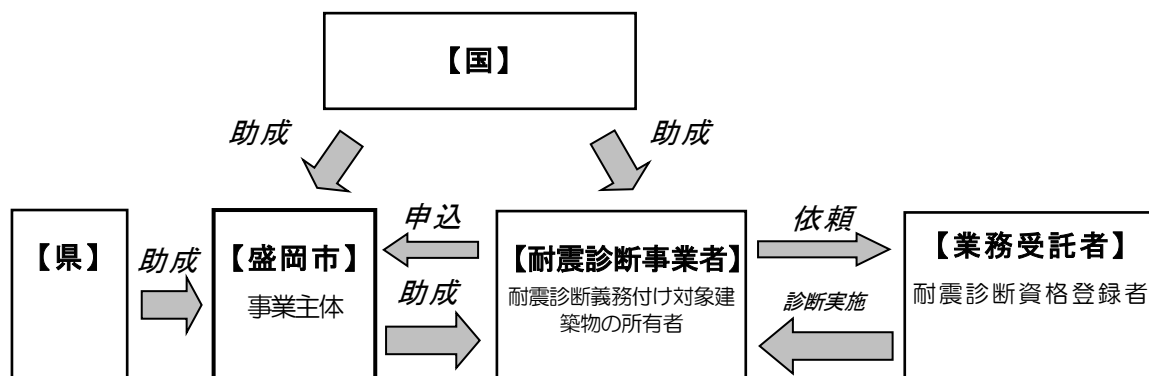 【国】
助成
助成
【県】
助成
【盛岡市】
事業主体
申込
助成
【耐震診断事業者】
耐震診断義務付け対象建
築物の所有者
依頼
診断実施
【業務受託者】
耐震診断資格登録者